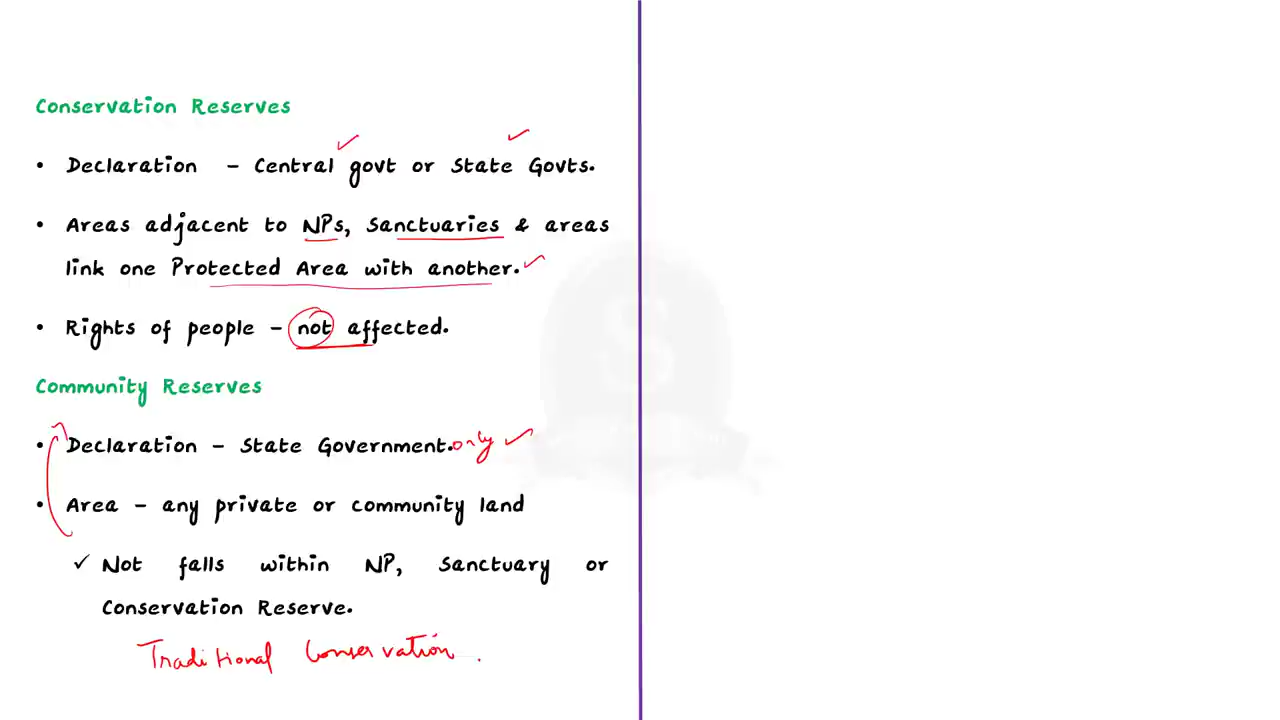 Conservation Reserves
• Declaration – Central govt or State Govts.
• Areas adjacent to NPs, Sanctuaries & areas
link one Protected Area with another.
• Rights of people – not affected.
Community Reserves
• Declaration – State Government. only
• Area – any private or community land
✓ Not falls within NP, Sanctuary or
Conservation Reserve.
Traditional Conservation.